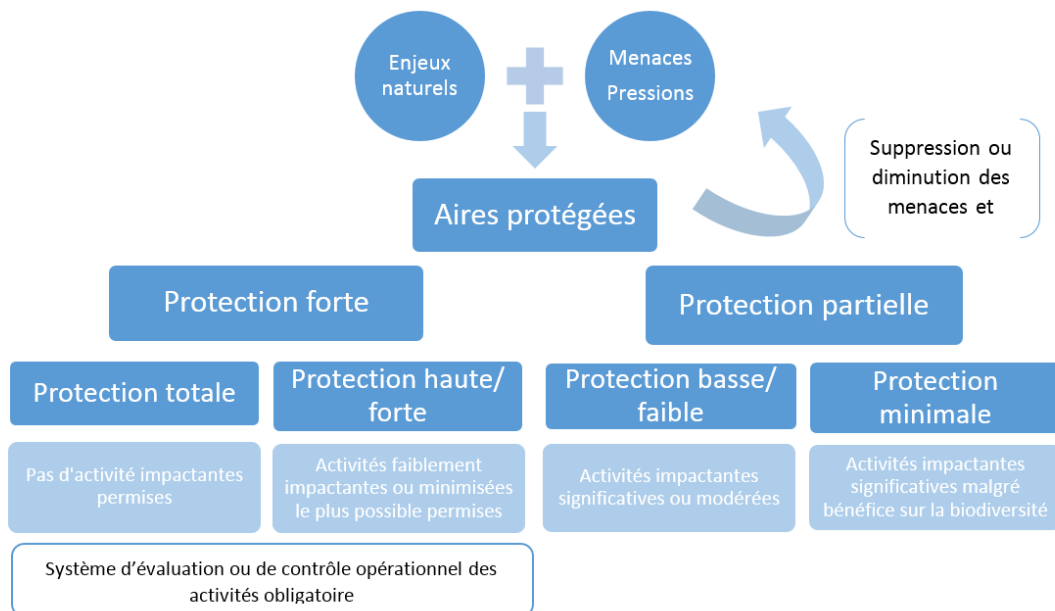 Enjeux
naturels
Menaces
Pressions
Suppression ou
diminution des
menaces et
Aires protégées
Protection forte
Protection partielle
Protection totale
Protection haute/
forte
Protection basse/
faible
Protection
minimale
Pas d'activité impactantes
permises
Activités faiblement
impactantes ou minimisées
le plus possible permises
Activités impactantes
significatives ou modérées
Activités impactantes
significatives malgré
bénéfice sur la biodiversité
Système d’évaluation ou de contrôle opérationnel des
activités obligatoire